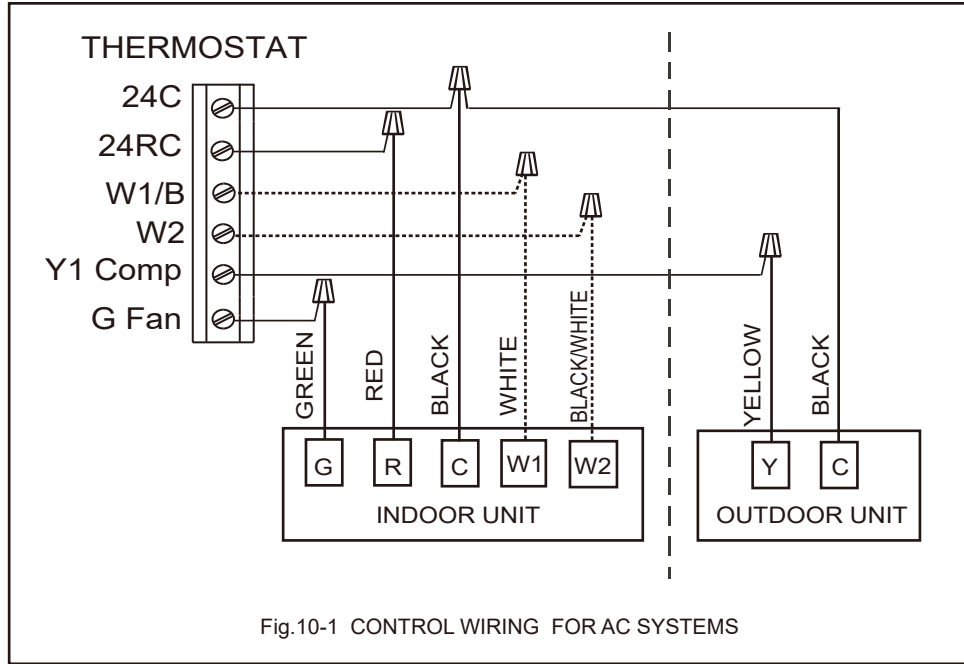 THERMOSTAT
24C
24RC
W1/B
W2
Y1 Comp
G Fan
GREEN
RED
BLACK
WHITE
BLACK/WHITE
YELLOW
BLACK
G R C W1 W2
Y C
INDOOR UNIT
OUTDOOR UNIT
Fig.10-1 CONTROL WIRING FOR AC SYSTEMS